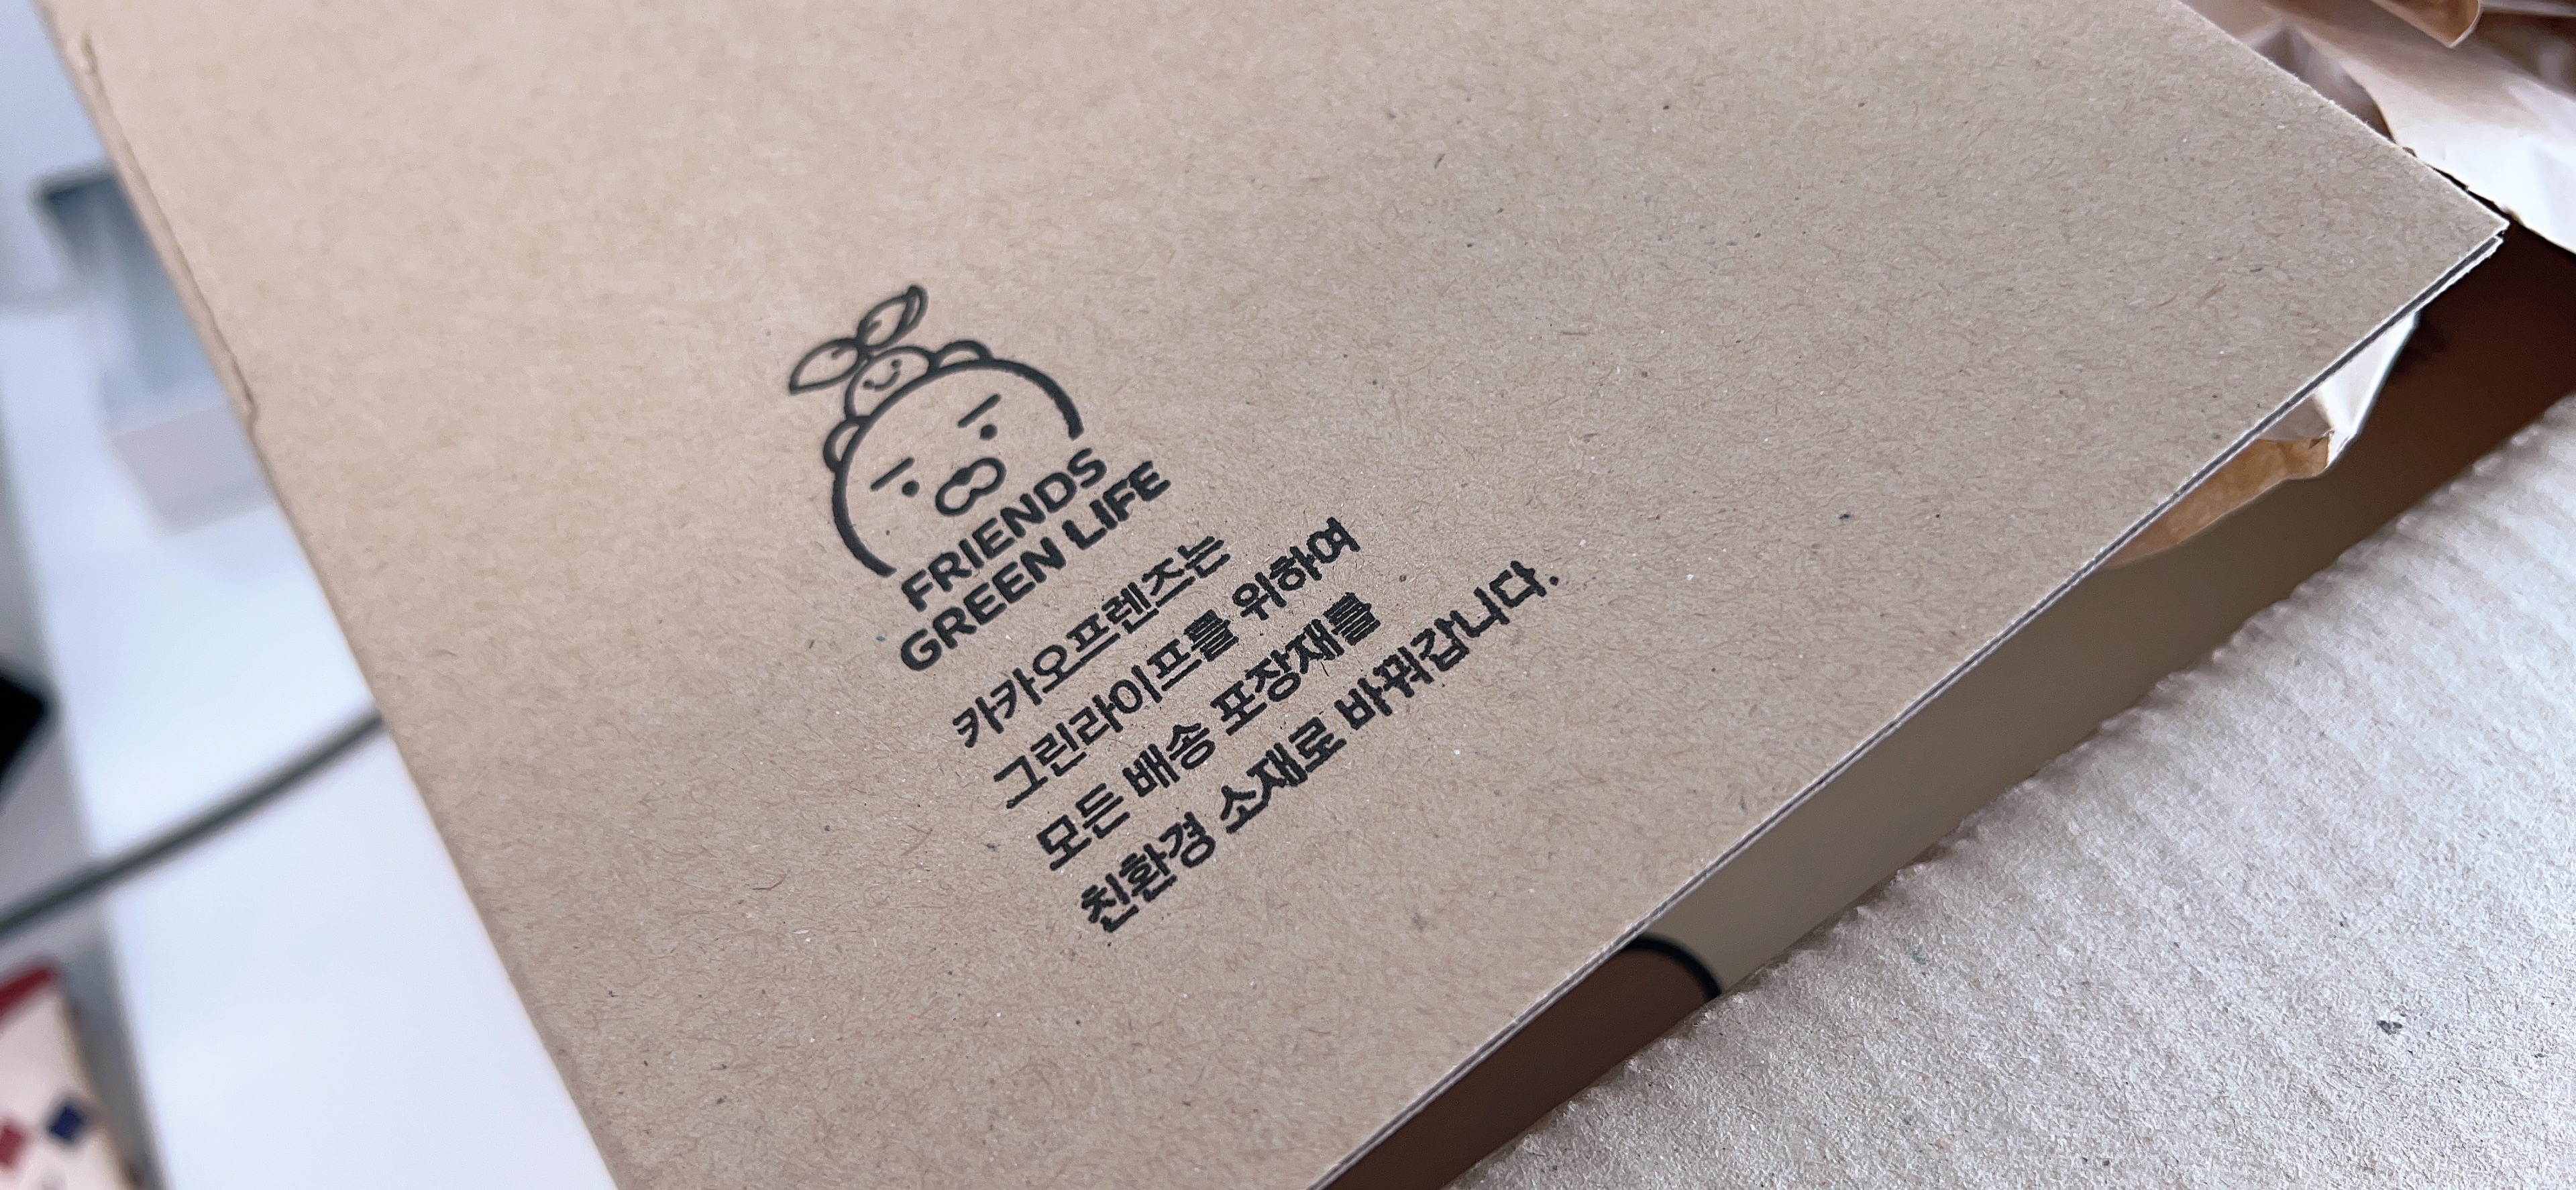 FRIENDS
GREEN LIFE
카카오프렌즈는
그린라이프를 위하여
모든 배송 포장재를
친환경 소재로 바꿔갑니다.